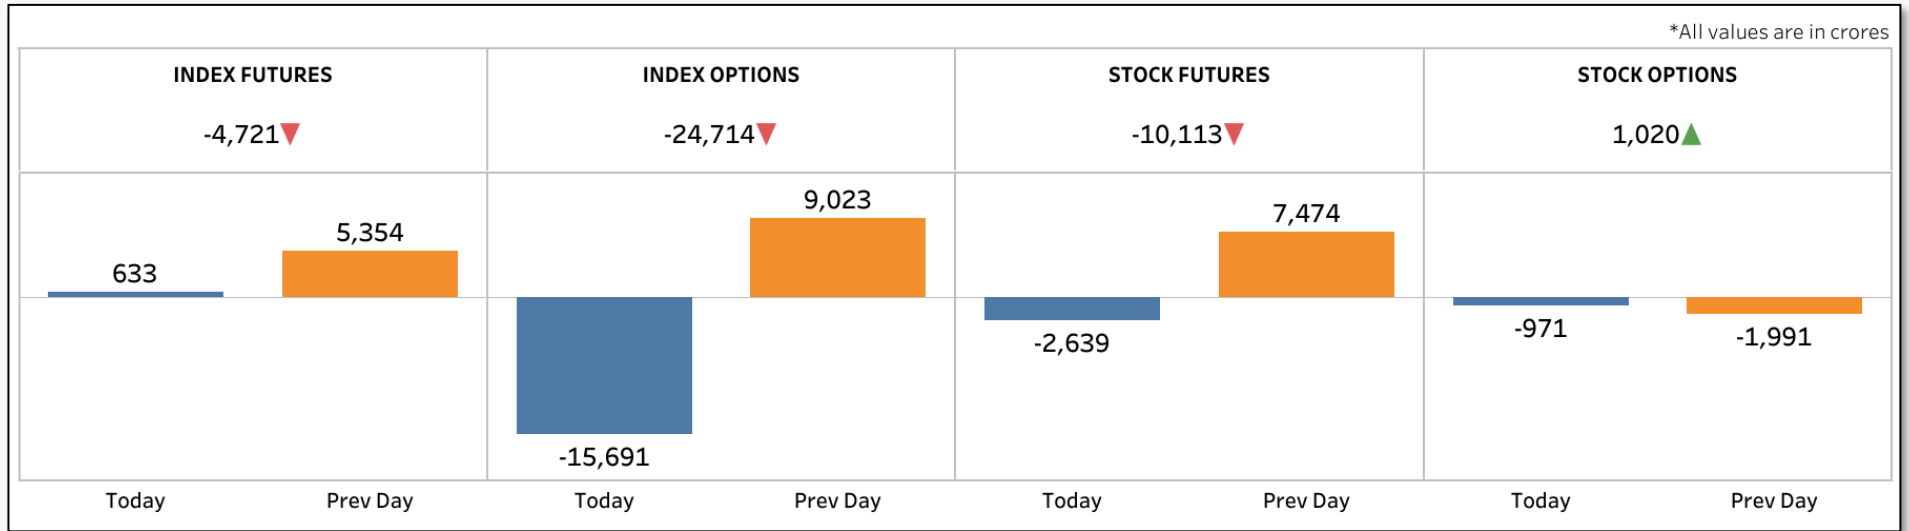 *All values are in crores
INDEX FUTURES
INDEX OPTIONS
STOCK FUTURES
STOCK OPTIONS
-4,721▼
-24,714▼
-10,113▼
1,020▲
633
5,354
-15,691
9,023
-2,639
7,474
-971
-1,991
Today
Prev Day
Today
Prev Day
Today
Prev Day
Today
Prev Day